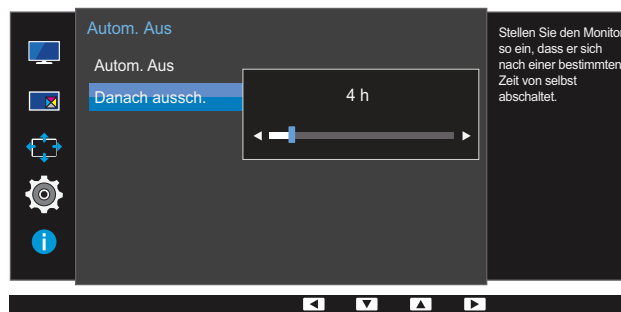 Autom. Aus
Autom. Aus
Danach aussch.
4 h
Stellen Sie den Monitor
so ein, dass er sich
nach einer bestimmten
Zeit von selbst
abschaltet.